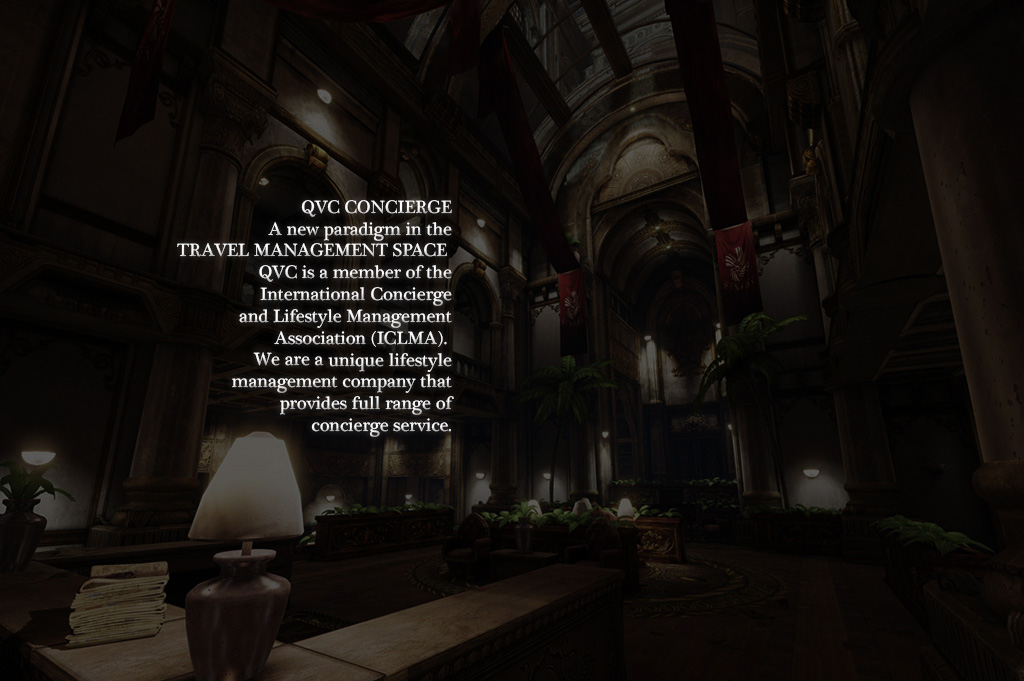 QVC CONCIERGE
A new paradigm in the
TRAVEL MANAGEMENT SPACE
QVC is a member of the
International Concierge
and Lifestyle Management
Association (ICLMA).
We are a unique lifestyle
management company that
provides full range of
concierge service.